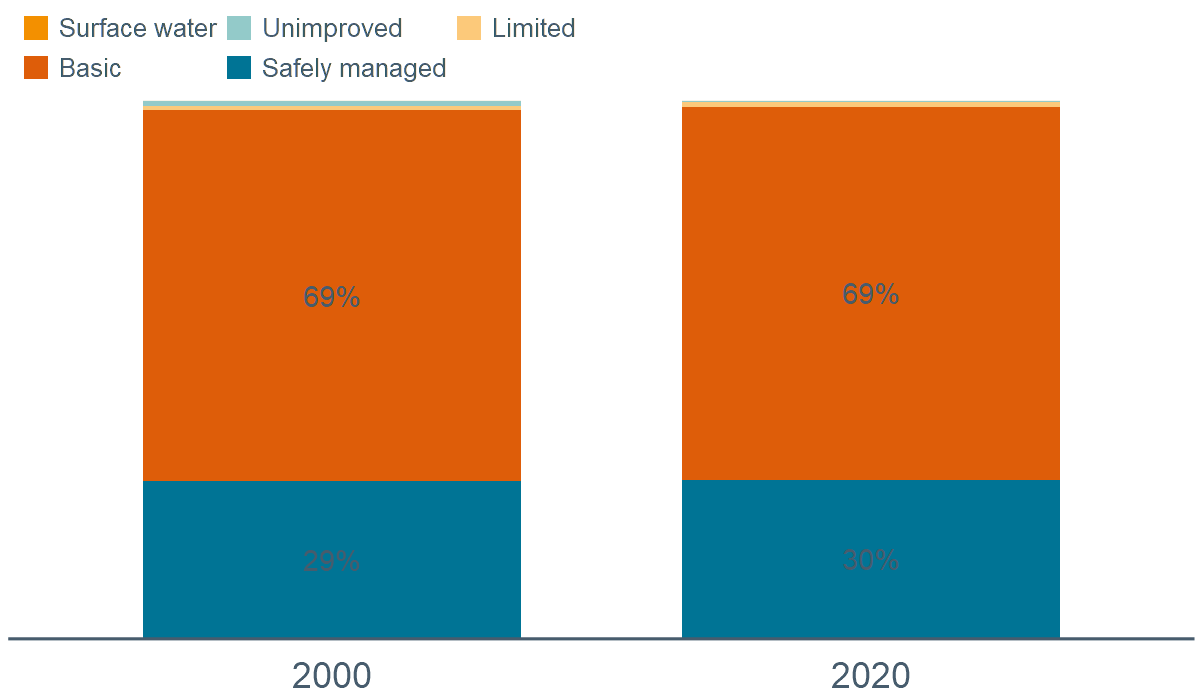 Surface water Unimproved Limited
Basic Safely managed
69% 69%
29% 30%
2000 2020